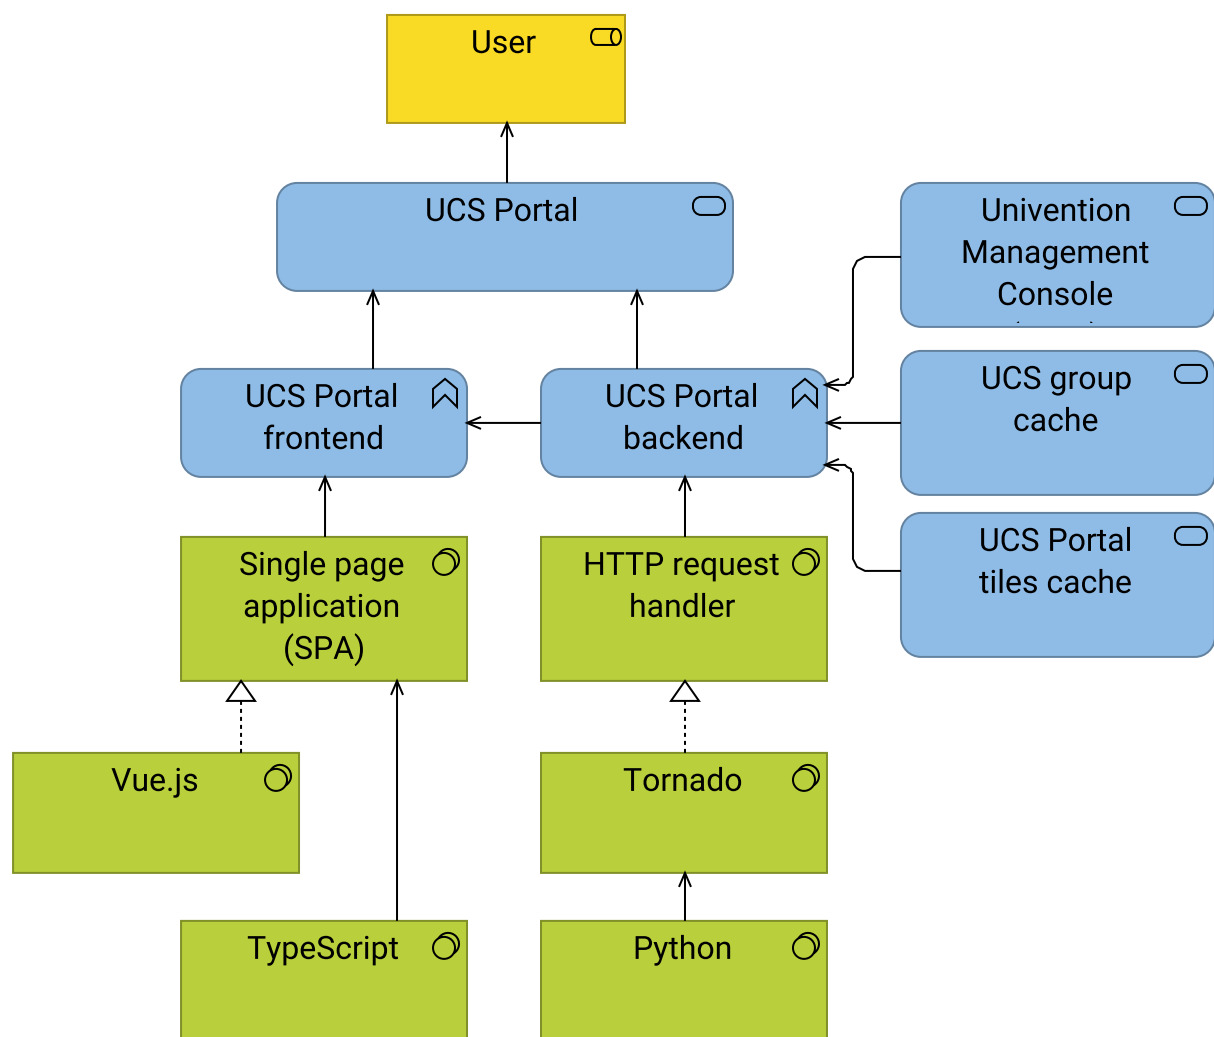 User
UCS Portal
Univention
Management
Console
UCS Portal
frontend
UCS Portal
backend
UCS group
cache
Single page
application
(SPA)
HTTP request
handler
UCS Portal
tiles cache
Vue.js
Tornado
TypeScript
Python